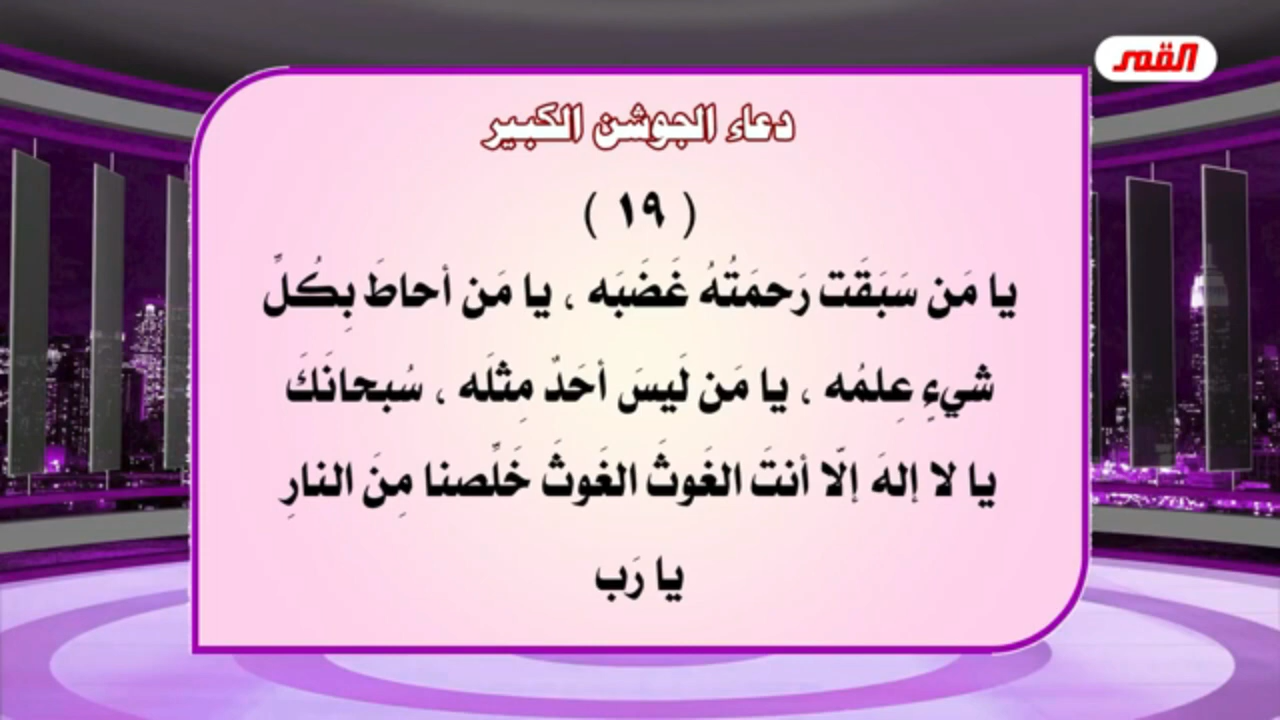 القمر
دعاء الجوشن الكبير
( ١٩ )
يا مَن سَبَقَت رَحمَتُهُ غَضَبَه ، يا مَن أحاطَ بِكُلِّ
شيءٍ عِلمُه ، يا مَن لَيسَ أحَدٌ مِثلَه ، سُبحانَكَ
يا لا إلهَ إلّا أنتَ الغَوثَ الغَوثَ خَلِّصنا مِنَ النارِ
يا رَب